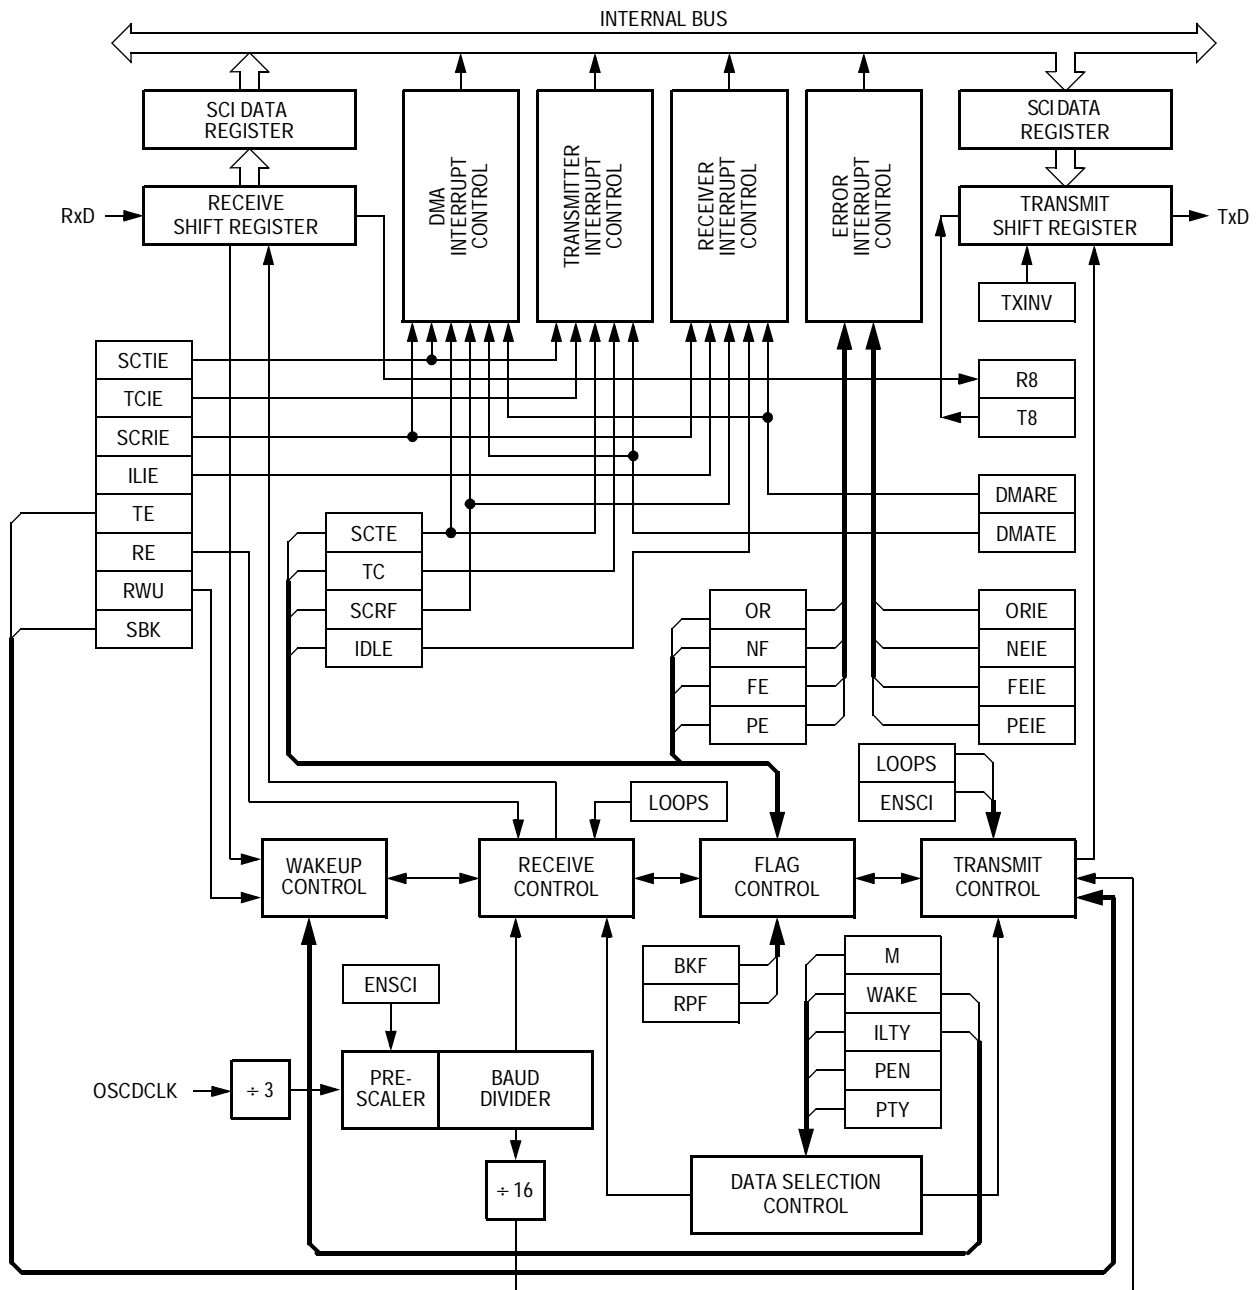 INTERNAL BUS
SCI DATA
REGISTER
SCI DATA
REGISTER
DMA
INTERRUPT
CONTROL
TRANSMITTER
INTERRUPT
CONTROL
RECEIVER
INTERRUPT
CONTROL
ERROR
INTERRUPT
CONTROL
RxD
RECEIVE
SHIFT REGISTER
TRANSMIT
SHIFT REGISTER
TxD
TXINV
SCTIE
TCIE
SCRIE
ILIE
TE
RE
RWU
SBK
R8
T8
DMARE
DMATE
SCTE
TC
SCRF
IDLE
OR
NF
FE
PE
ORIE
NEIE
FEIE
PEIE
LOOPS
ENSCI
LOOPS
WAKEUP
CONTROL
RECEIVE
CONTROL
FLAG
CONTROL
TRANSMIT
CONTROL
BKF
RPF
M
WAKE
ILTY
PEN
PTY
ENSCI
OSCDCLK
÷ 3
PRE-
SCALER
BAUD
DIVIDER
÷ 16
DATA SELECTION
CONTROL